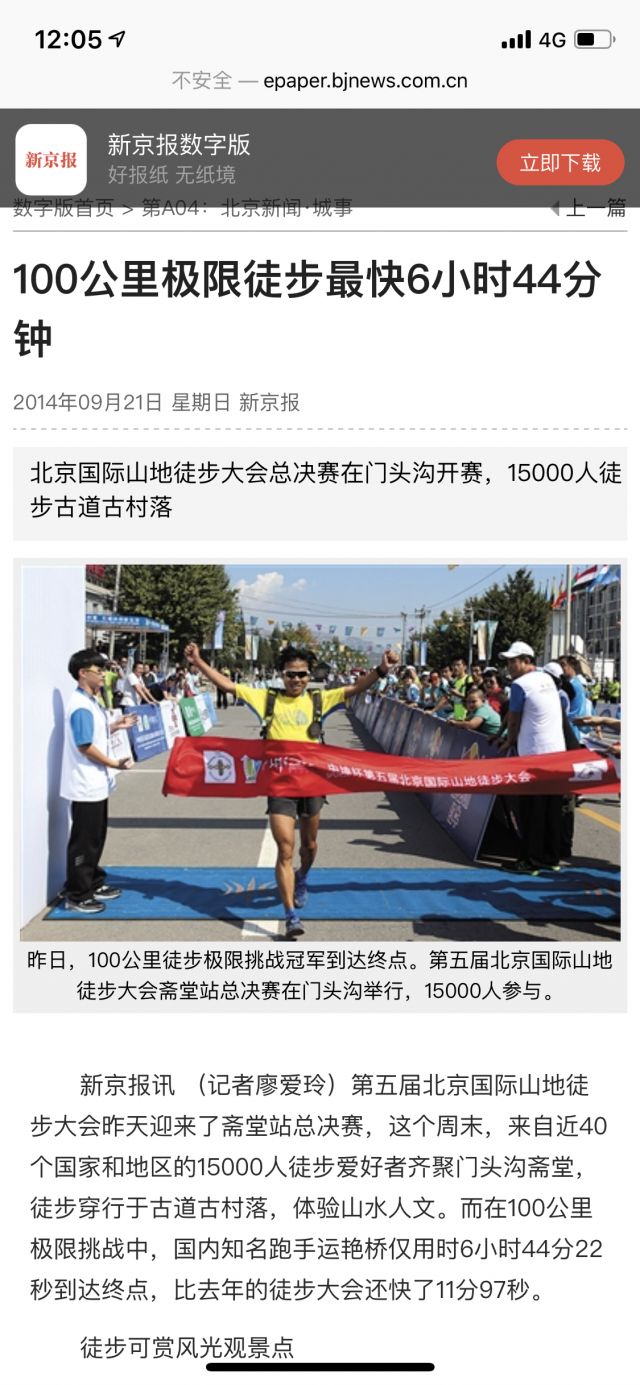 12:05
4G
不安全 — epaper.bjnews.com.cn
新京报
新京报数字版
好报纸 无纸境
立即下载
数字版首页 > 第A04：北京新闻·城事
上一篇
100公里极限徒步最快6小时44分
钟
2014年09月21日 星期日 新京报
北京国际山地徒步大会总决赛在门头沟开赛，15000人徒
步古道古村落
杯第五届北京国际山地徒步大会
昨日，100公里徒步极限挑战冠军到达终点。第五届北京国际山地
徒步大会斋堂站总决赛在门头沟举行，15000人参与。
新京报讯 （记者廖爱玲）第五届北京国际山地徒
步大会昨天迎来了斋堂站总决赛，这个周末，来自近40
个国家和地区的15000人徒步爱好者齐聚门头沟斋堂，
徒步穿行于古道古村落，体验山水人文。而在100公里
极限挑战中，国内知名跑手运艳桥仅用时6小时44分22
秒到达终点，比去年的徒步大会还快了11分97秒。
徒步可赏风光观景点